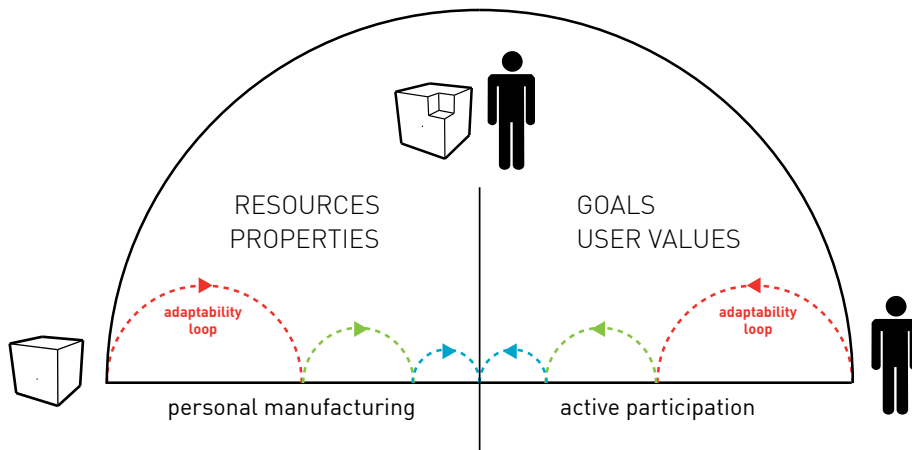 RESOURCES
PROPERTIES
GOALS
USER VALUES
adaptability
loop
adaptability
loop
personal manufacturing
active participation